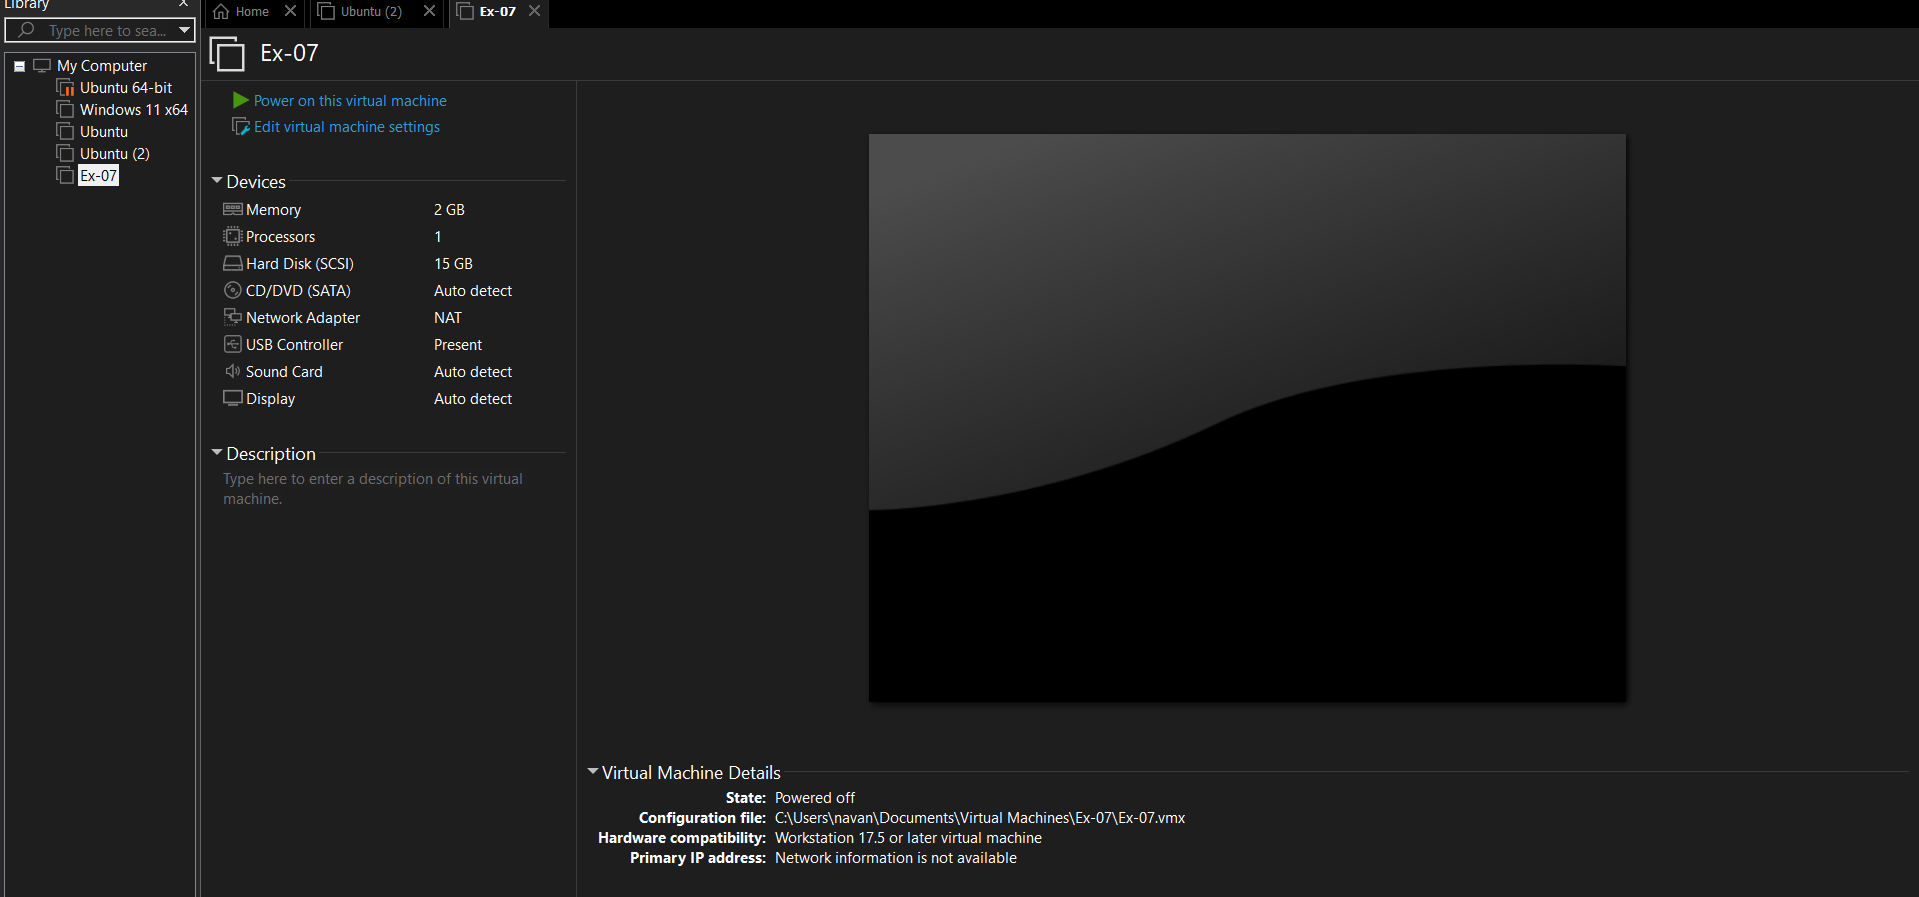 Library
Type here to sea...
My Computer
Ubuntu 64-bit
Windows 11 x64
Ubuntu
Ubuntu (2)
Ex-07
Home
Ubuntu (2)
Ex-07
Ex-07
Power on this virtual machine
Edit virtual machine settings
Devices
Memory 2 GB
Processors 1
Hard Disk (SCSI) 15 GB
CD/DVD (SATA) Auto detect
Network Adapter NAT
USB Controller Present
Sound Card Auto detect
Display Auto detect
Description
Type here to enter a description of this virtual
machine.
Virtual Machine Details
State: Powered off
Configuration file: C:\Users\navan\Documents\Virtual Machines\Ex-07\Ex-07.vmx
Hardware compatibility: Workstation 17.5 or later virtual machine
Primary IP address: Network information is not available